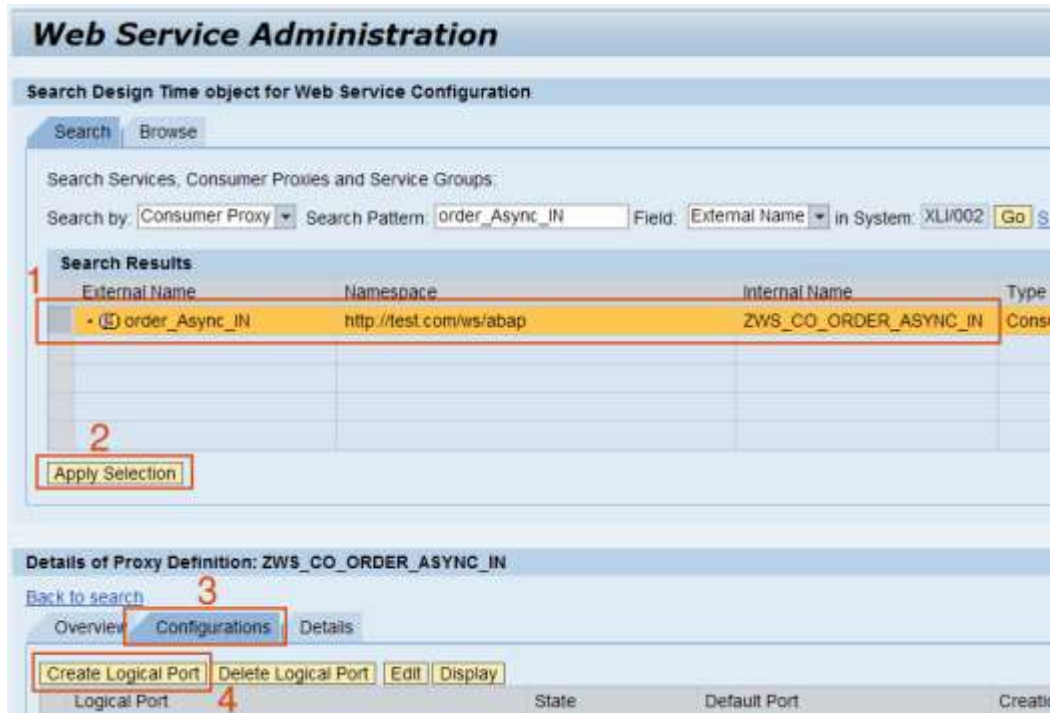 Web Service Administration
Search Design Time object for Web Service Configuration
Search Browse
Search Services, Consumer Proxies and Service Groups:
Search by: Consumer Proxy Search Pattern: order_Async_IN Field: External Name in System: XLI/002 Go S
Search Results
1
External Name Namespace Internal Name Type
order_Async_IN http://test.com/ws/abap ZWS_CO_ORDER_ASYNC_IN Consu
2
Apply Selection
Details of Proxy Definition: ZWS_CO_ORDER_ASYNC_IN
Back to search
3
Overview Configurations Details
Create Logical Port Delete Logical Port Edit Display
4
Logical Port State Default Port Creatio